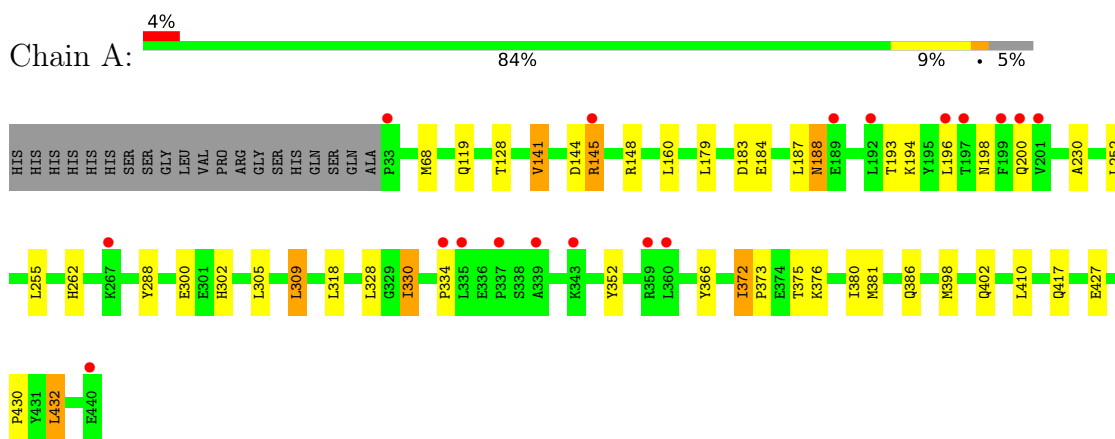 4%
Chain A:
84% 9% • 5%
HIS HIS HIS HIS HIS HIS SER SER GLY LEU VAL PRO ARG GLY SER HIS GLN SER GLN ALA P33 M68 Q119 T128 V141 D144 R145 R148 L160 L179 D183 E184 L187 N188 E189 L192 T193 K194 Y195 L196 T197 N198 F199 Q200 V201 A230 L252
L255 H262 K267 Y288 E300 E301 H302 L305 L309 L318 L328 G329 I330 P334 L335 E336 P337 S338 A339 K343 Y352 R359 L360 Y366 I372 P373 E374 T375 K376 I380 M381 Q386 M398 Q402 L410 Q417 E427
P430 Y431 L432 E440